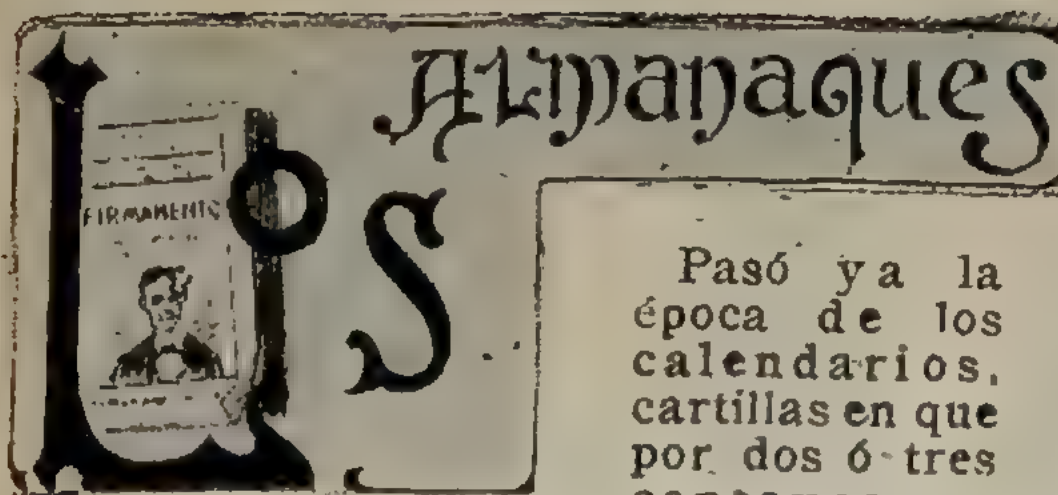 Los Almanaques
FIRMAMENTO
Pasó ya la
época de los
calendarios,
cartillas en que
por dos ó tres